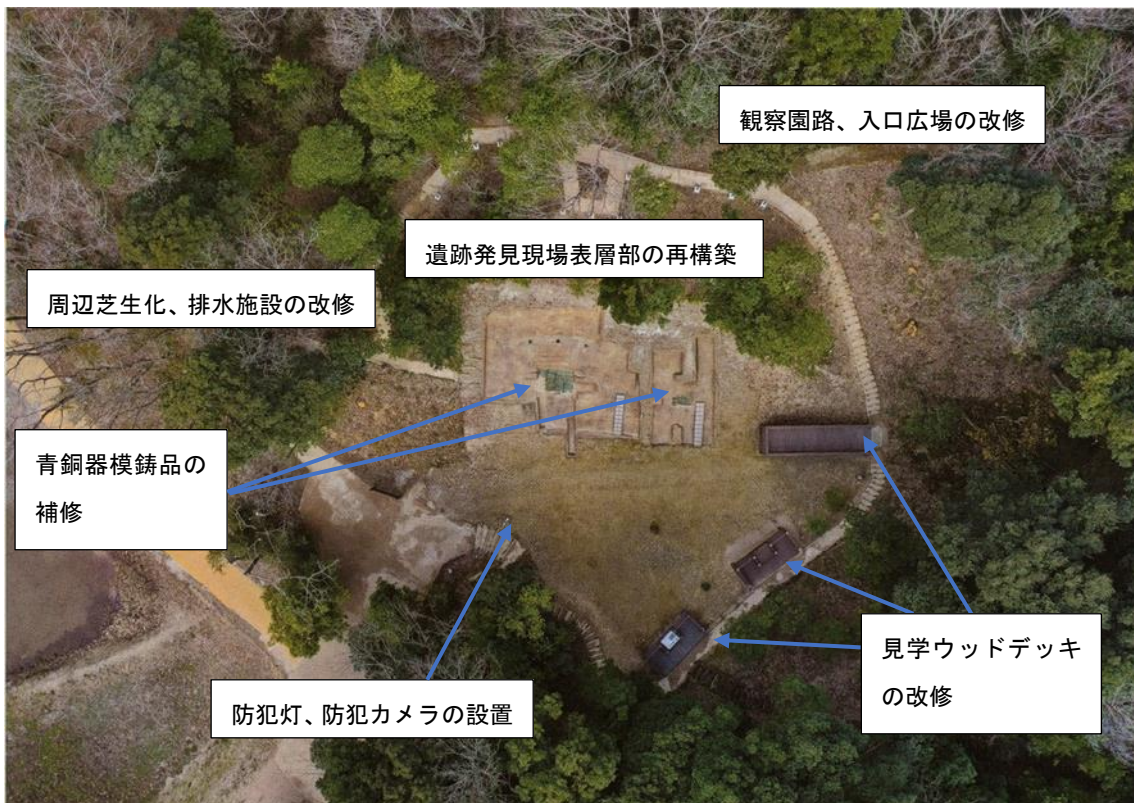 観察園路、入口広場の改修
遺跡発見現場表層部の再構築
周辺芝生化、排水施設の改修
青銅器模鋳品の
補修
見学ウッドデッキ
の改修
防犯灯、防犯カメラの設置